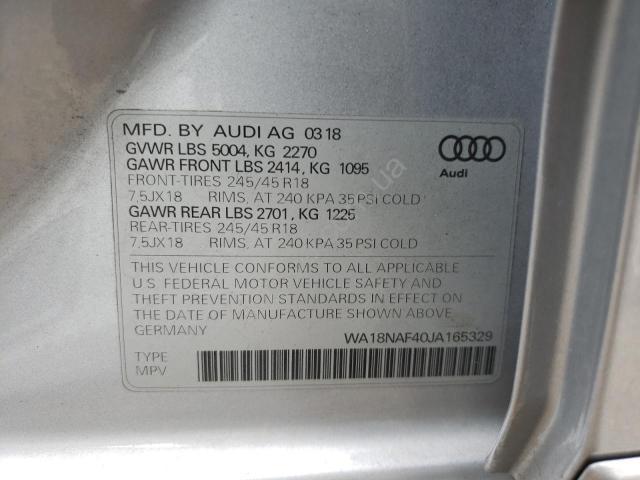 MFD. BY AUDI AG 0318
GVWR LBS 5004, KG 2270
GAWR FRONT LBS 2414, KG 1095
FRONT-TIRES 245/45 R18
7,5JX18 RIMS, AT 240 KPA 35 PSI COLD
GAWR REAR LBS 2701, KG 1225
REAR-TIRES 245/45 R18
7,5JX18 RIMS, AT 240 KPA 35 PSI COLD
Audi
THIS VEHICLE CONFORMS TO ALL APPLICABLE
U.S. FEDERAL MOTOR VEHICLE SAFETY AND
THEFT PREVENTION STANDARDS IN EFFECT ON
THE DATE OF MANUFACTURE SHOWN ABOVE
GERMANY
WA18NAF40JA165329
TYPE
MPV